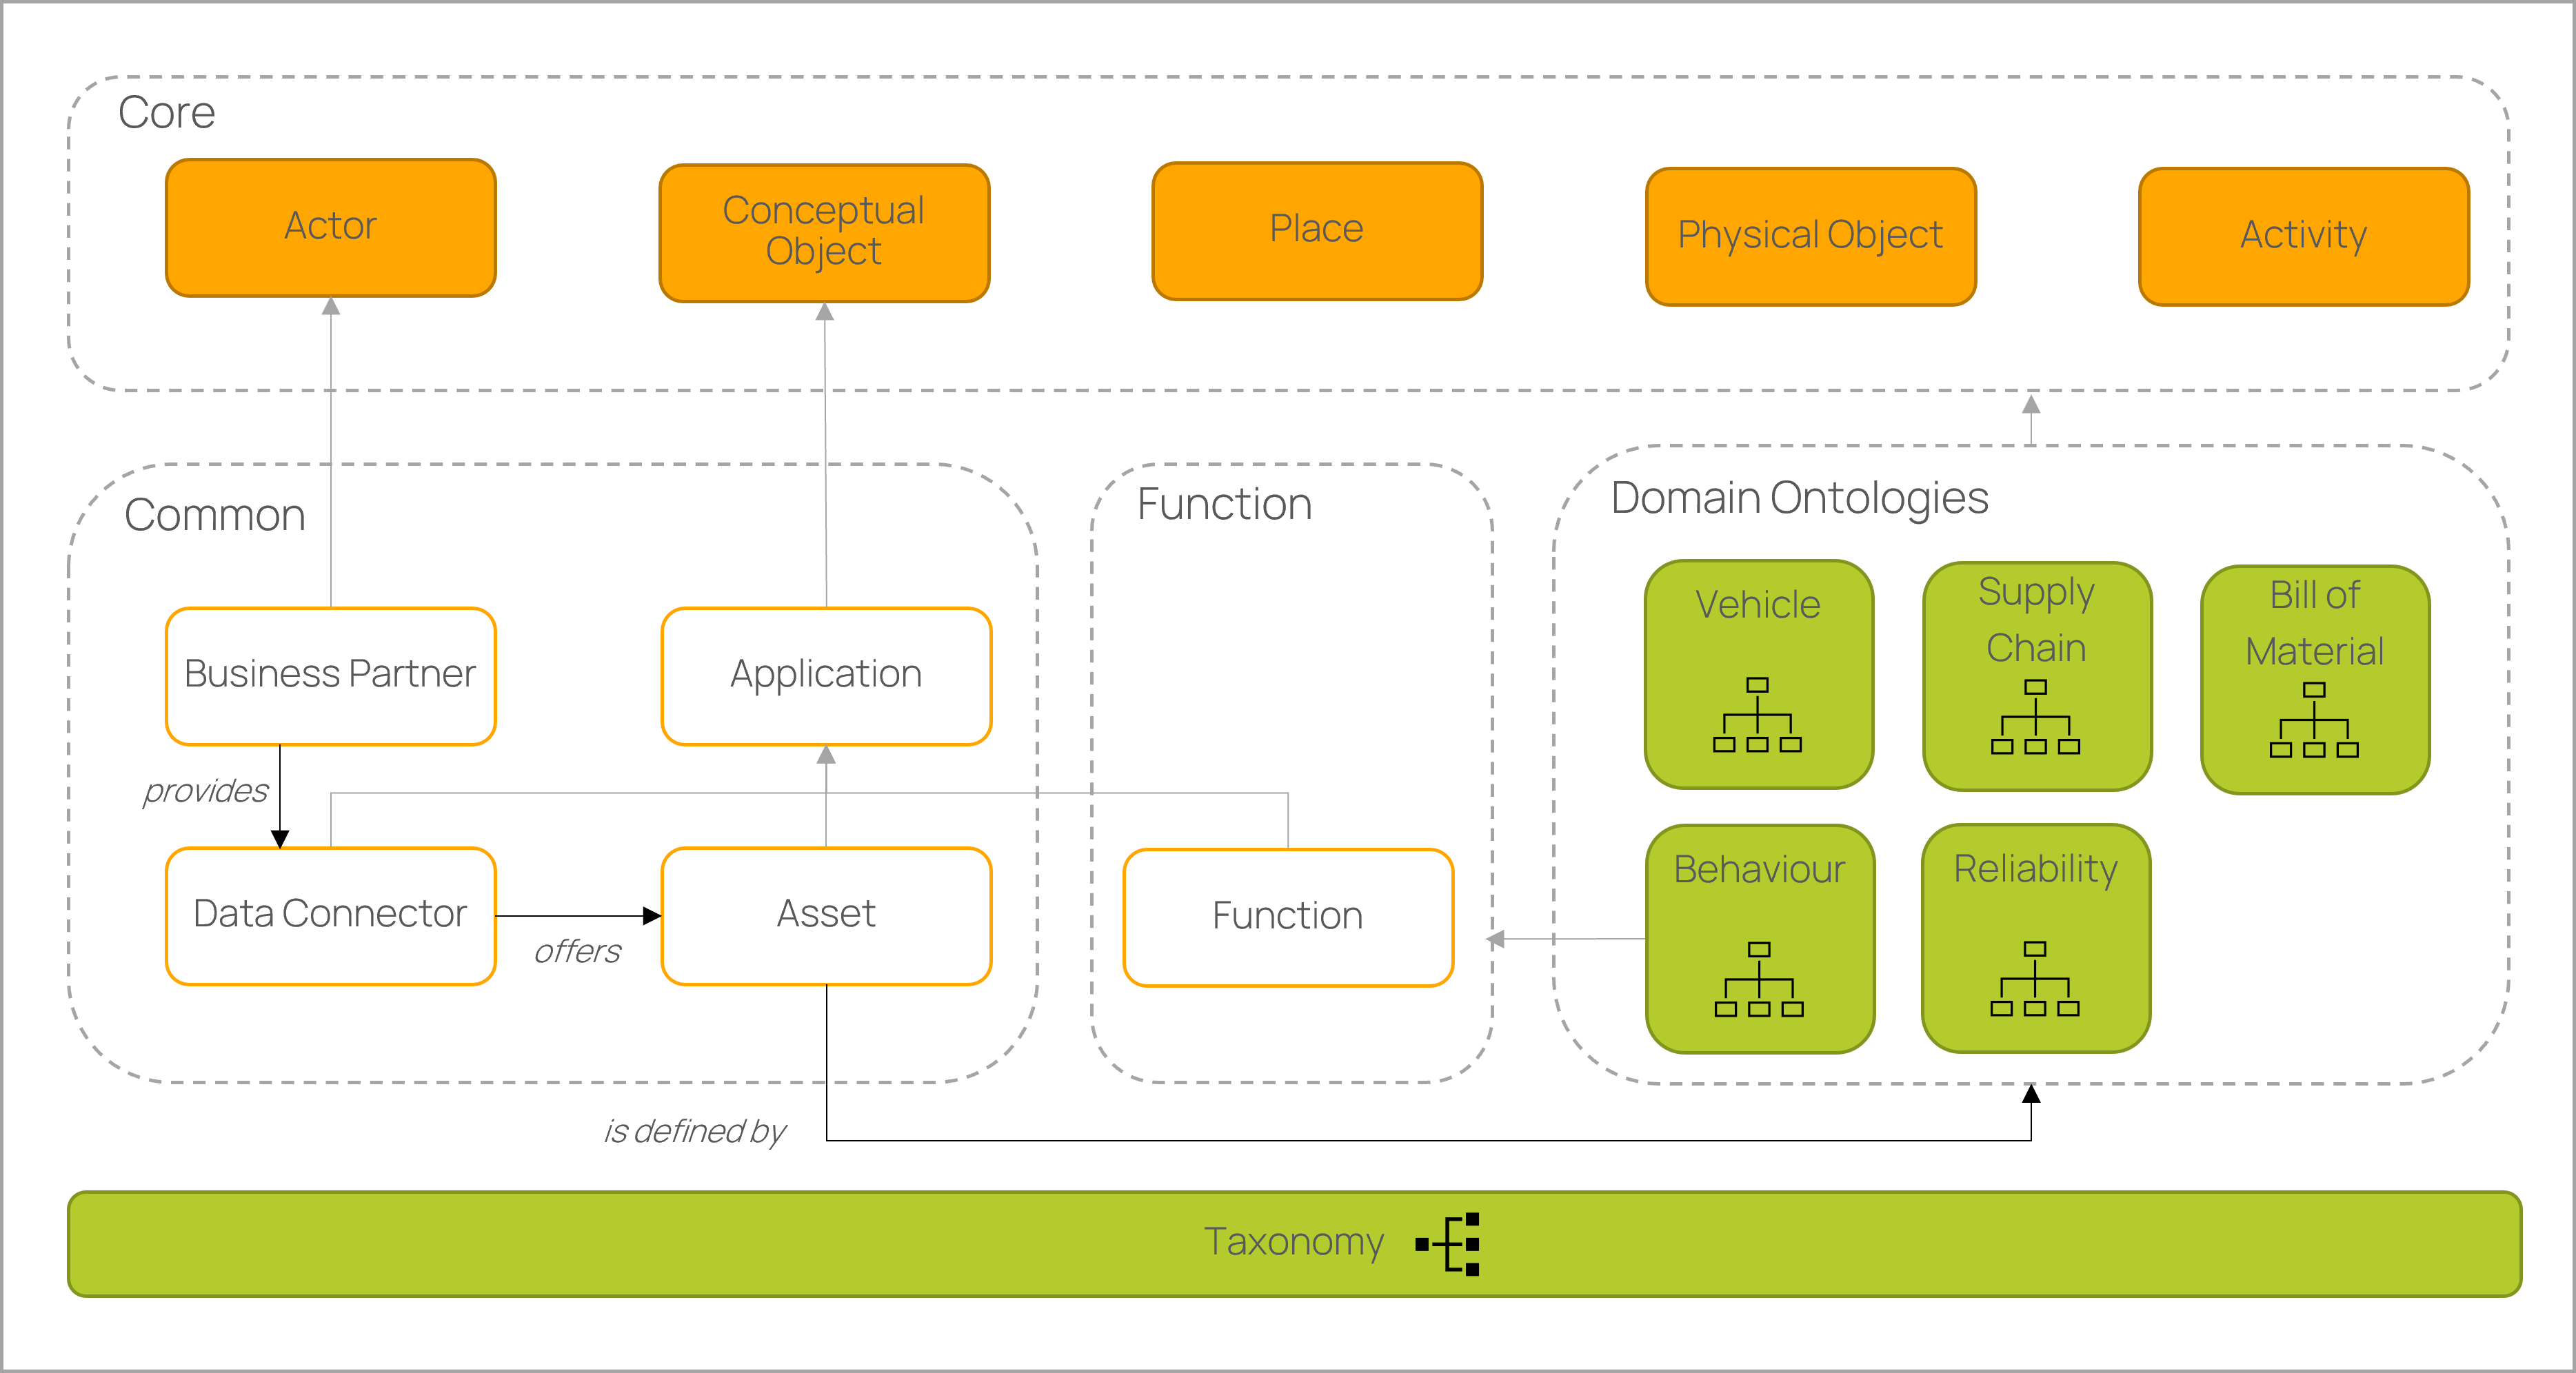 Core
Actor
Conceptual
Object
Place
Physical Object
Activity
Common
Business Partner
Application
provides
Data Connector
offers
Asset
is defined by
Function
Function
Domain Ontologies
Vehicle
Supply
Chain
Bill of
Material
Behaviour
Reliability
Taxonomy